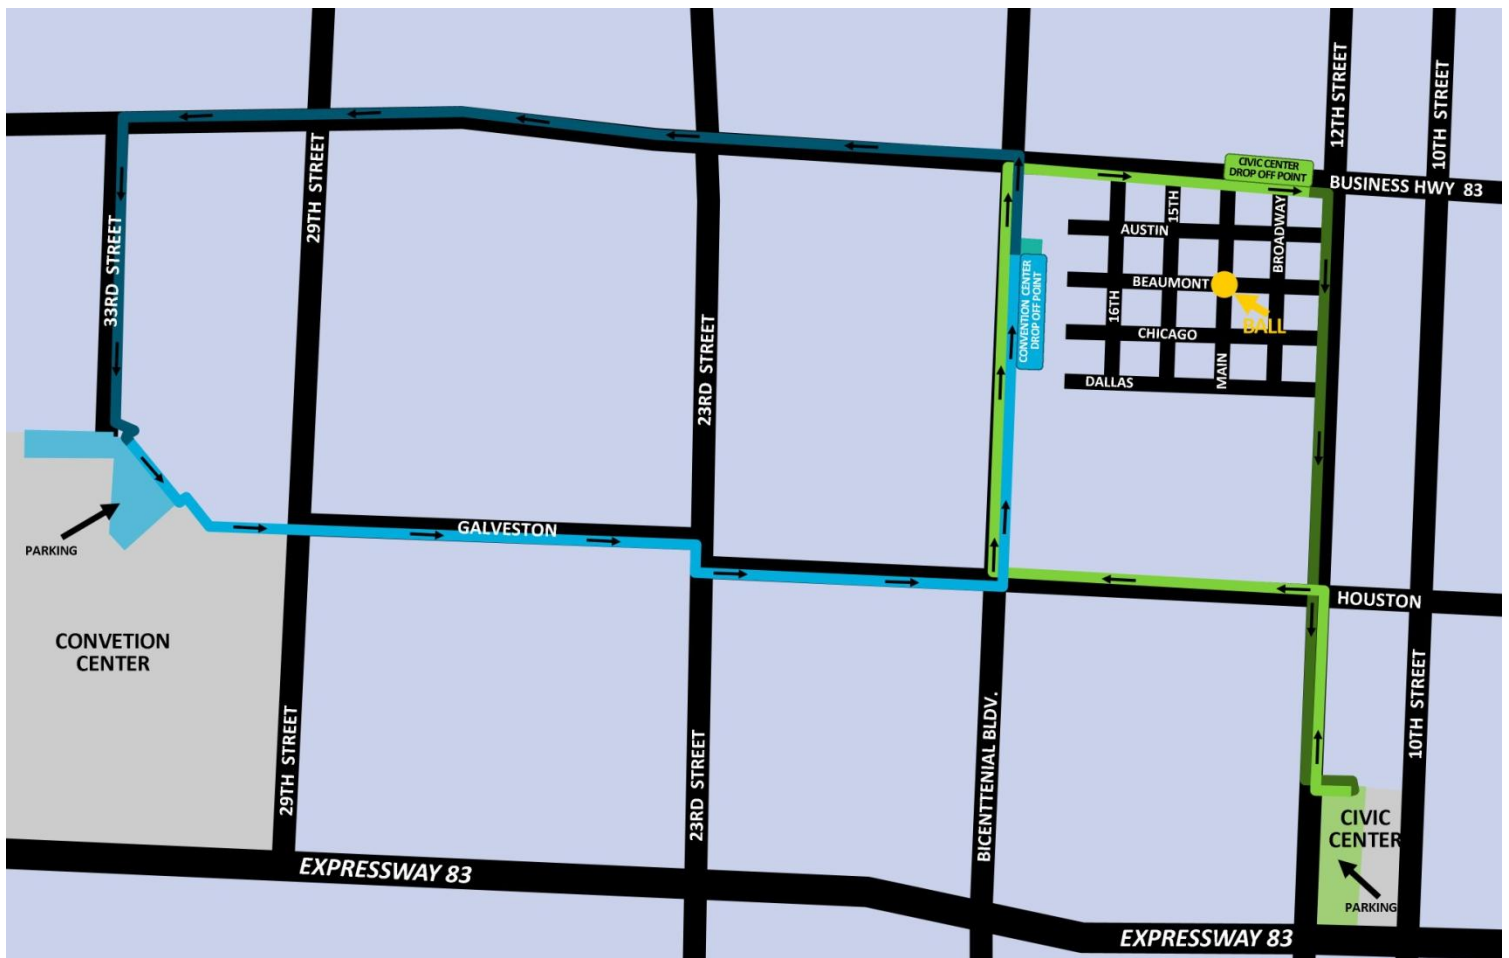 12TH STREET
10TH STREET
CIVIC CENTER
DROP OFF POINT
BUSINESS HWY 83
29TH STREET
33RD STREET
15TH
BROADWAY
AUSTIN
BEAUMONT
16TH
BALL
CHICAGO
MAIN
DALLAS
CONVENTION CENTER
DROP OFF POINT
23RD STREET
GALVESTON
PARKING
HOUSTON
CONVETION
CENTER
29TH STREET
23RD STREET
BICENTTENIAL BLDV.
10TH STREET
CIVIC
CENTER
PARKING
EXPRESSWAY 83
EXPRESSWAY 83